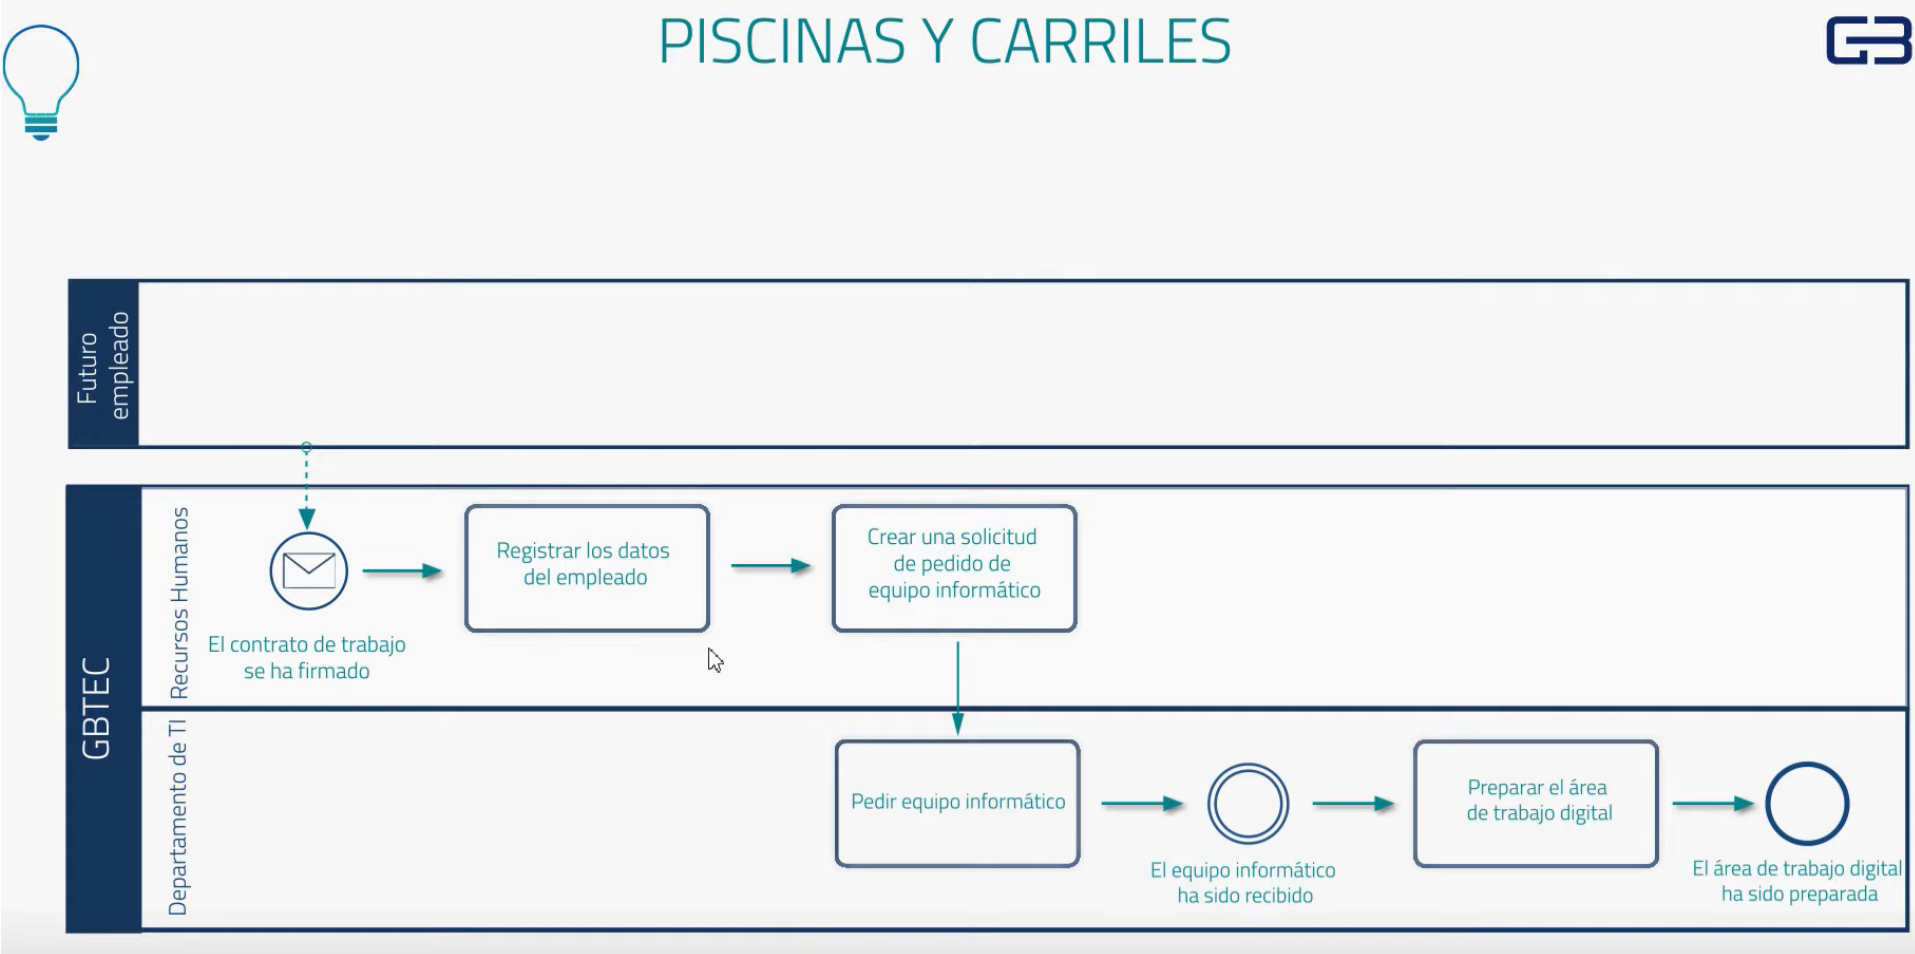 PISCINAS Y CARRILES
GB
Futuro
empleado
GBTEC
Recursos Humanos
El contrato de trabajo
se ha firmado
Registrar los datos
del empleado
Crear una solicitud
de pedido de
equipo informático
Departamento de TI
Pedir equipo informático
El equipo informático
ha sido recibido
Preparar el área
de trabajo digital
El área de trabajo digital
ha sido preparada